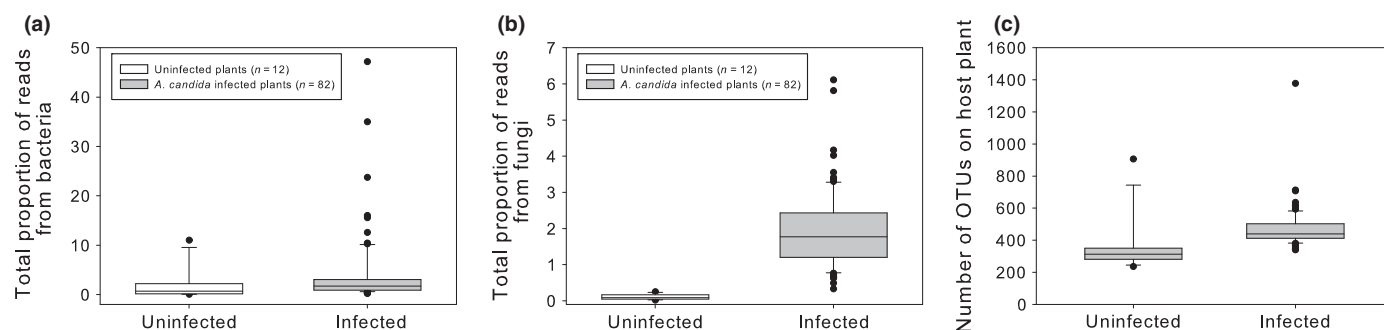 (a)
Total proportion of reads
from bacteria
50
40
30
20
10
0
Uninfected plants (n = 12)
A. candida infected plants (n = 82)
Uninfected
Infected
(b)
Total proportion of reads
from fungi
7
6
5
4
3
2
1
0
Uninfected plants (n = 12)
A. candida infected plants (n = 82)
Uninfected
Infected
(c)
Number of OTUs on host plant
1600
1400
1200
1000
800
600
400
200
0
Uninfected
Infected